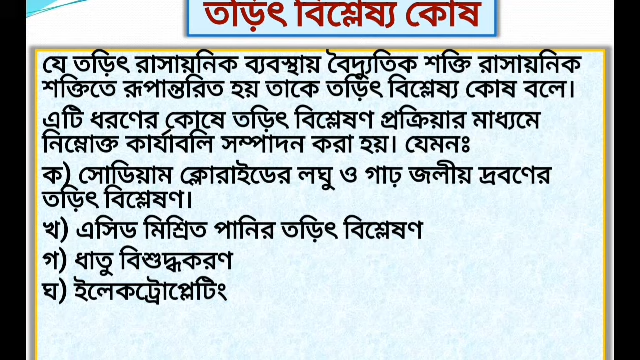 তড়িৎ বিশ্লেষ্য কোষ
যে তড়িৎ রাসায়নিক ব্যবস্থায় বৈদ্যুতিক শক্তি রাসায়নিক
শক্তিতে রূপান্তরিত হয় তাকে তড়িৎ বিশ্লেষ্য কোষ বলে।
এটি ধরণের কোষে তড়িৎ বিশ্লেষণ প্রক্রিয়ার মাধ্যমে
নিম্নোক্ত কার্যাবলি সম্পাদন করা হয়। যেমনঃ
ক) সোডিয়াম ক্লোরাইডের লঘু ও গাঢ় জলীয় দ্রবণের
তড়িৎ বিশ্লেষণ।
খ) এসিড মিশ্রিত পানির তড়িৎ বিশ্লেষণ
গ) ধাতু বিশুদ্ধকরণ
ঘ) ইলেকট্রোপ্লেটিং